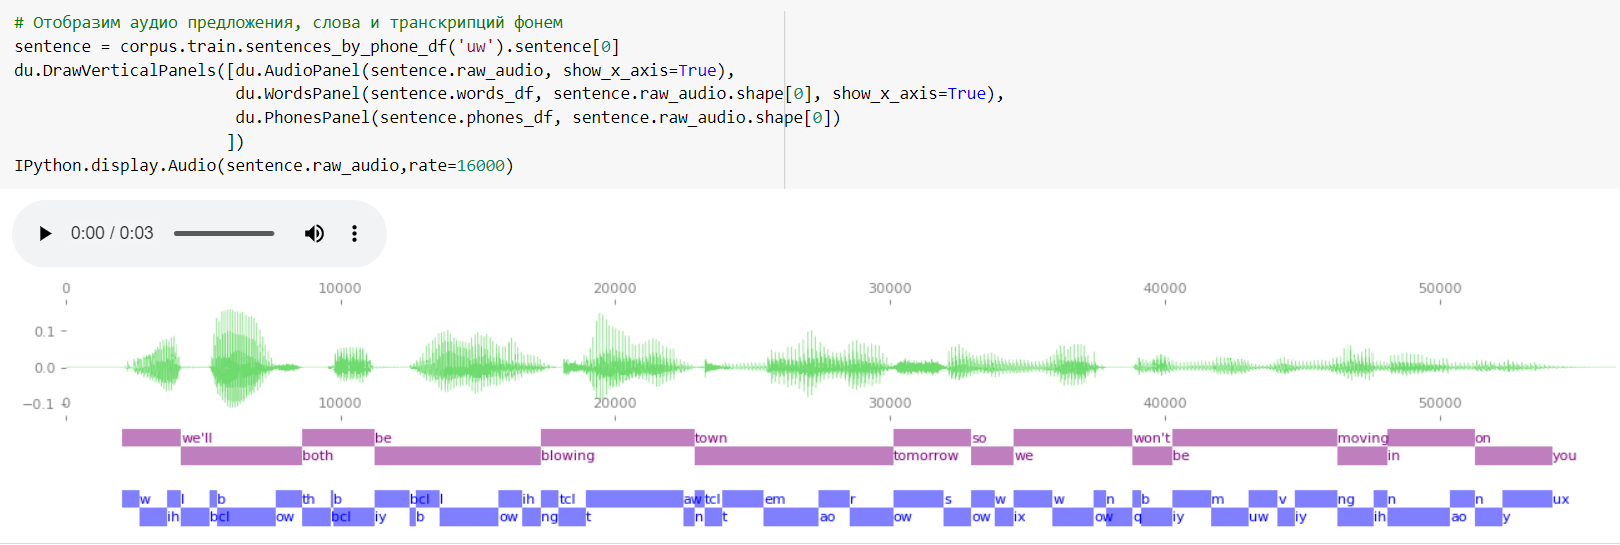 # Отобразим аудио предложения, слова и транскрипций фонем
sentence = corpus.train.sentences_by_phone_df('uw').sentence[0]
du.DrawVerticalPanels([du.AudioPanel(sentence.raw_audio, show_x_axis=True),
du.WordsPanel(sentence.words_df, sentence.raw_audio.shape[0], show_x_axis=True),
du.PhonesPanel(sentence.phones_df, sentence.raw_audio.shape[0])
])
IPython.display.Audio(sentence.raw_audio,rate=16000)
0:00 / 0:03
0 10000 20000 30000 40000 50000
0.1
0.0
−0.1 0 10000 20000 30000 40000 50000
we'll be town so won't moving on
both blowing tomorrow we be in you
w l b th b bcl l ih tcl aw tcl em r s w w n b m v ng n n ux
ih bcl ow bcl iy b ow ng t n t ao ow ow ix ow q iy uw iy ih ao y